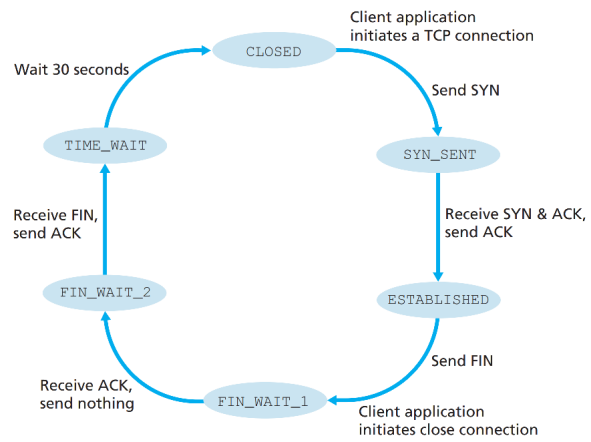 Client application
initiates a TCP connection
CLOSED
Wait 30 seconds
Send SYN
TIME_WAIT
SYN_SENT
Receive FIN,
send ACK
Receive SYN & ACK,
send ACK
FIN_WAIT_2
ESTABLISHED
Send FIN
Receive ACK,
send nothing
FIN_WAIT_1
Client application
initiates close connection